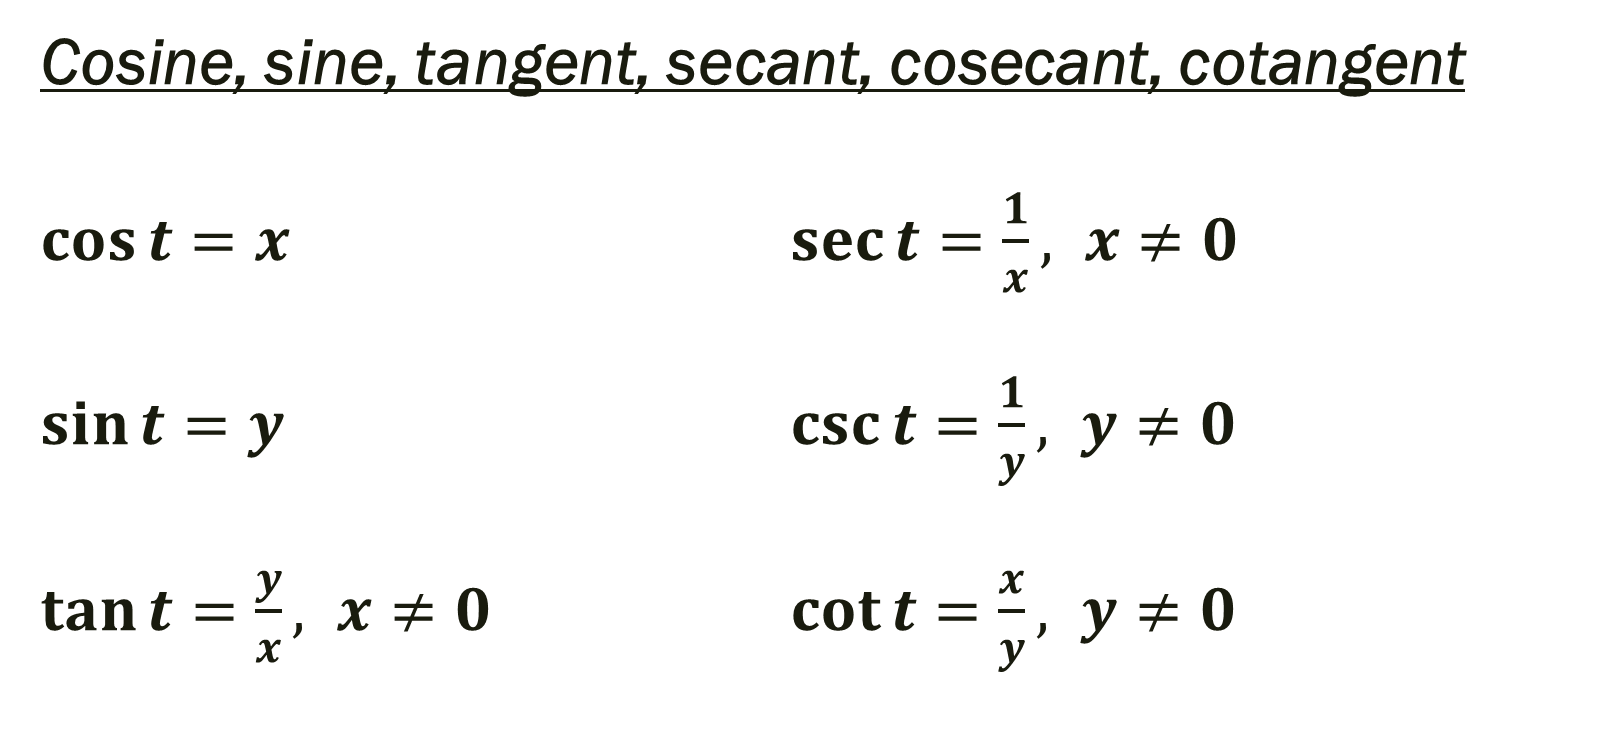 Cosine, sine, tangent, secant, cosecant, cotangent
cos t = x
sec t = 1/x, x ≠ 0
sin t = y
csc t = 1/y, y ≠ 0
tan t = y/x, x ≠ 0
cot t = x/y, y ≠ 0